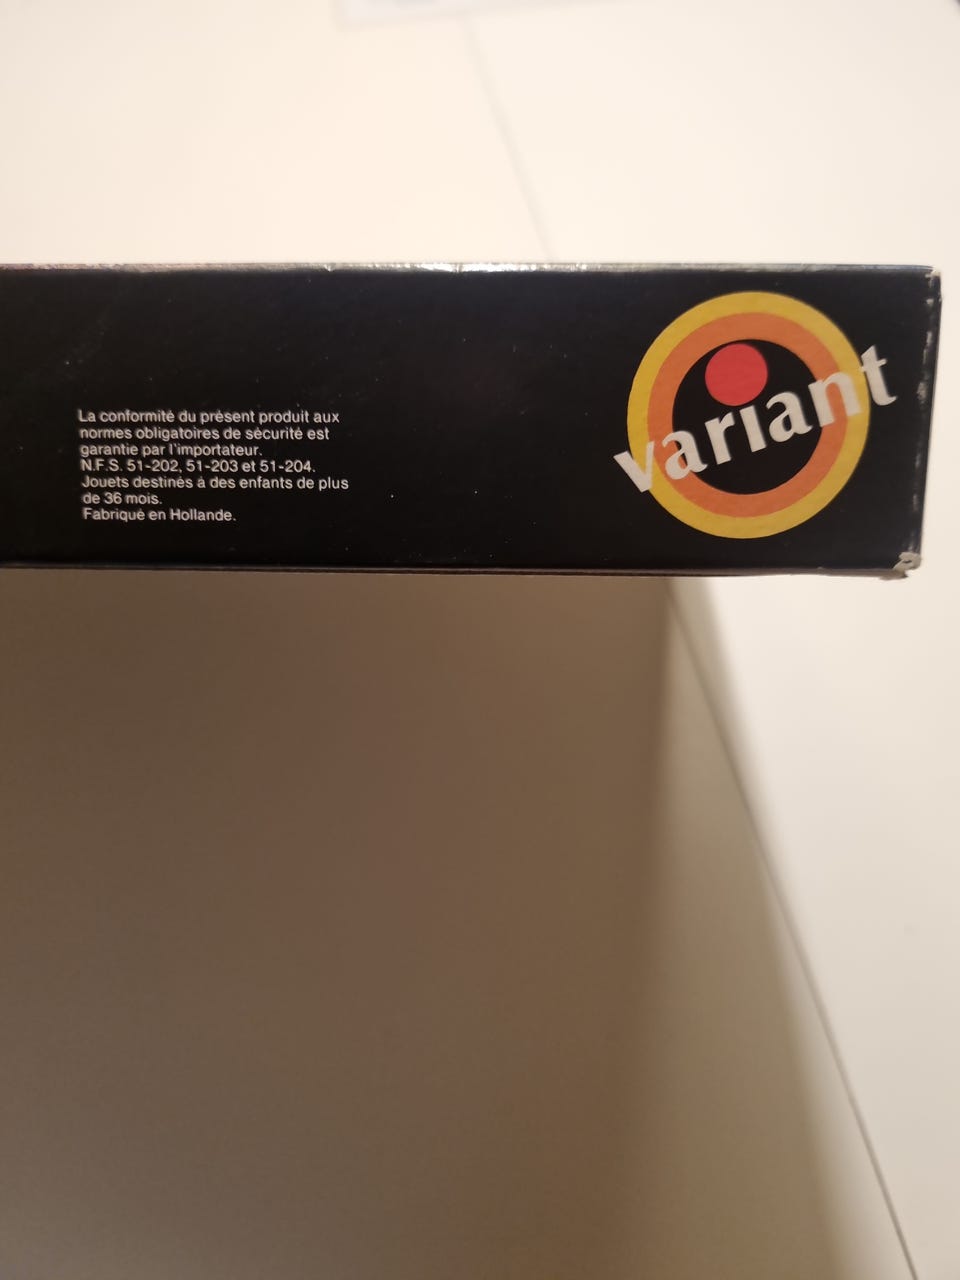 La conformité du présent produit aux
normes obligatoires de sécurité est
garantie par l'importateur.
N.F.S. 51-202, 51-203 et 51-204.
Jouets destinés à des enfants de plus
de 36 mois.
Fabriqué en Hollande.
variant